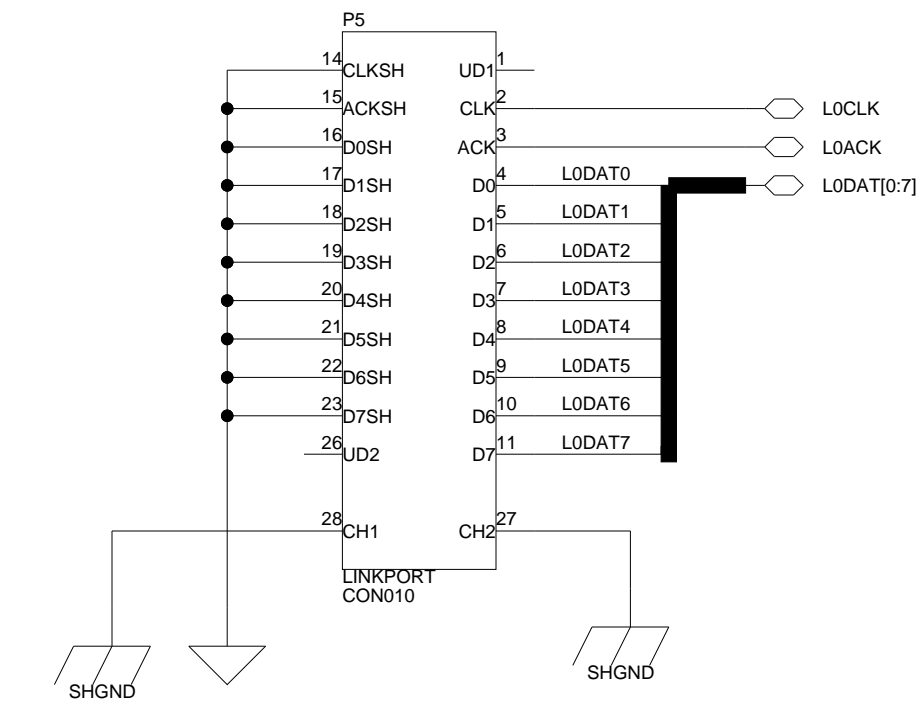 P5
14 CLKSH UD1 1
15 ACKSH CLK 2 L0CLK
16 D0SH ACK 3 L0ACK
17 D1SH D0 4 L0DAT0 L0DAT[0:7]
18 D2SH D1 5 L0DAT1
19 D3SH D2 6 L0DAT2
20 D4SH D3 7 L0DAT3
21 D5SH D4 8 L0DAT4
22 D6SH D5 9 L0DAT5
23 D7SH D6 10 L0DAT6
26 UD2 D7 11 L0DAT7
28 CH1 CH2 27
LINKPORT
CON010
SHGND
SHGND